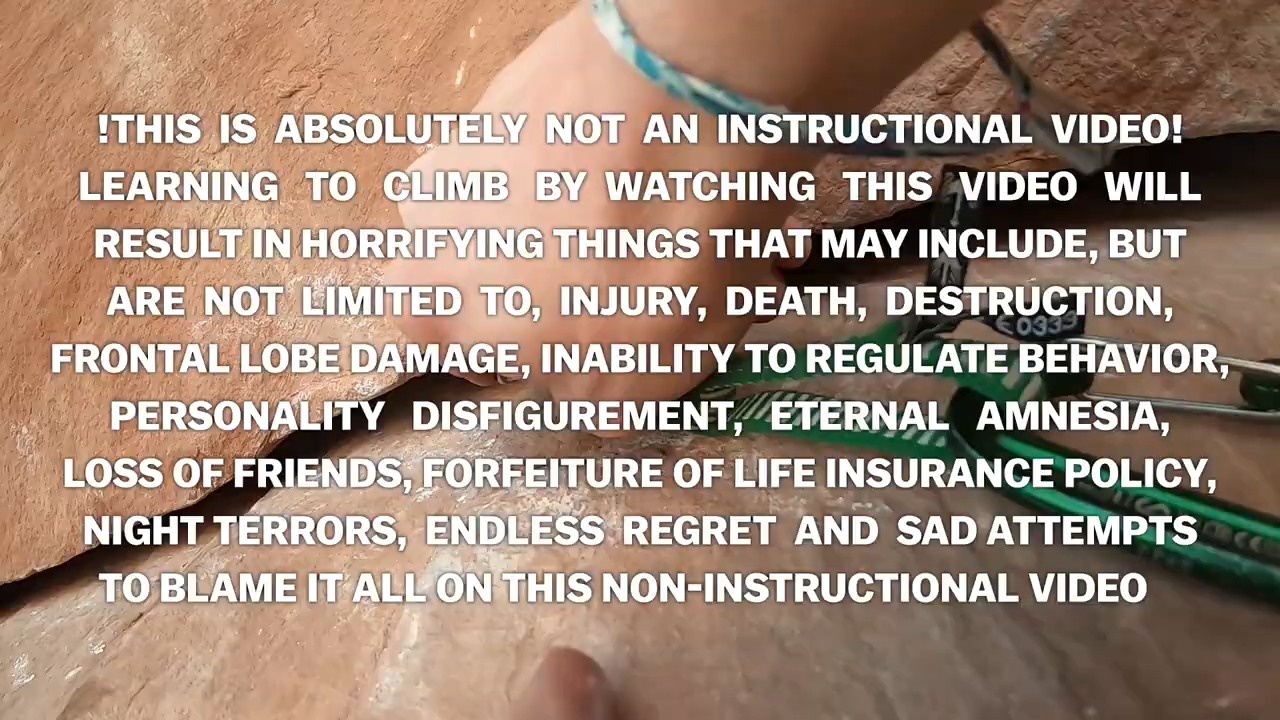 !THIS IS ABSOLUTELY NOT AN INSTRUCTIONAL VIDEO!
LEARNING TO CLIMB BY WATCHING THIS VIDEO WILL
RESULT IN HORRIFYING THINGS THAT MAY INCLUDE, BUT
ARE NOT LIMITED TO, INJURY, DEATH, DESTRUCTION,
C€ 0333
FRONTAL LOBE DAMAGE, INABILITY TO REGULATE BEHAVIOR,
PERSONALITY DISFIGUREMENT, ETERNAL AMNESIA,
LOSS OF FRIENDS, FORFEITURE OF LIFE INSURANCE POLICY,
NIGHT TERRORS, ENDLESS REGRET AND SAD ATTEMPTS
TO BLAME IT ALL ON THIS NON-INSTRUCTIONAL VIDEO